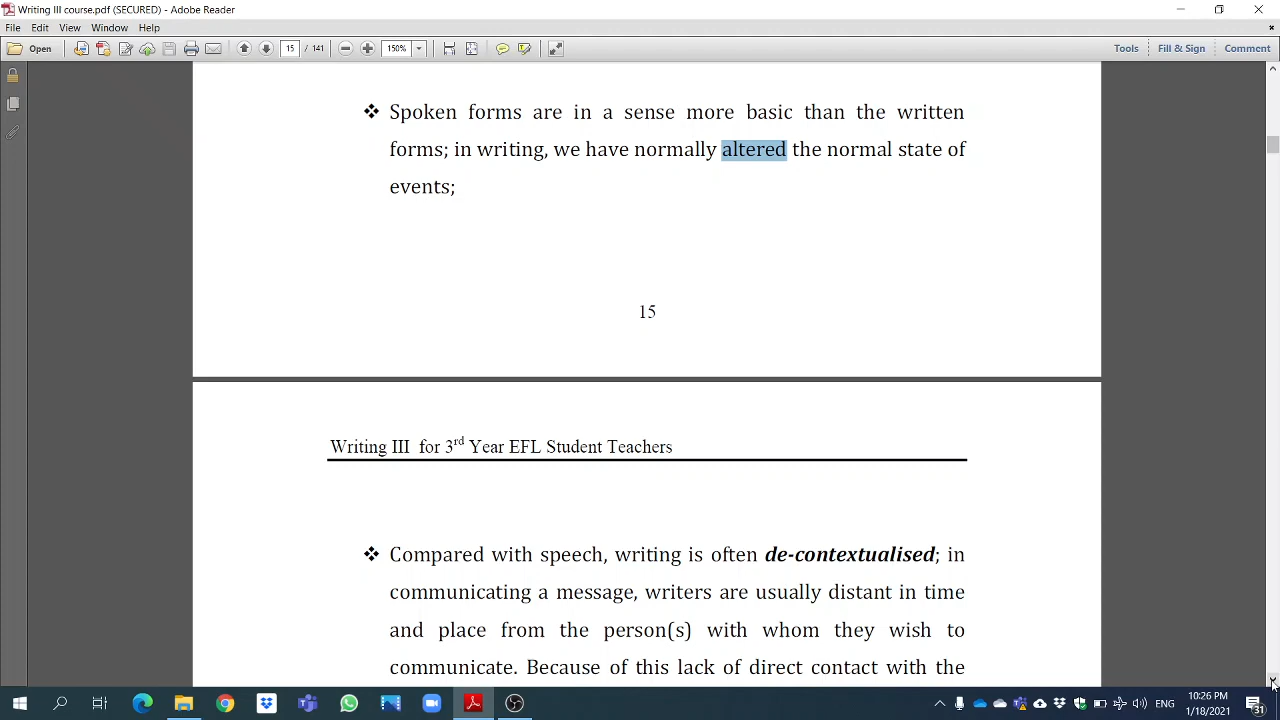 Writing III course.pdf (SECURED) - Adobe Reader
File Edit View Window Help
Open 15 / 141 150% Tools Fill & Sign Comment
❖ Spoken forms are in a sense more basic than the written
forms; in writing, we have normally altered the normal state of
events;
15
Writing III for 3rd Year EFL Student Teachers
❖ Compared with speech, writing is often de-contextualised; in
communicating a message, writers are usually distant in time
and place from the person(s) with whom they wish to
communicate. Because of this lack of direct contact with the
10:26 PM
ENG
1/18/2021
31